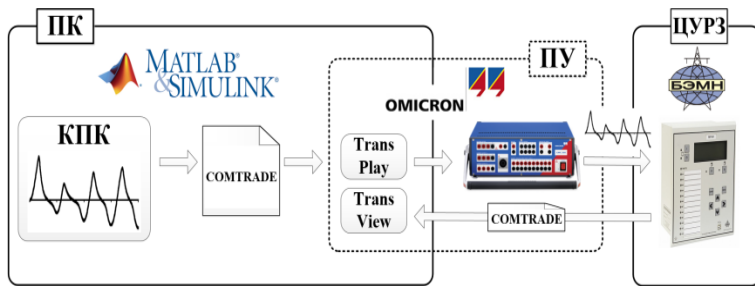 ПК
ПУ
ЦУРЗ
MATLAB®
&SIMULINK®
OMICRON
БЭМН
КПК
COMTRADE
Trans
Play
Trans
View
COMTRADE